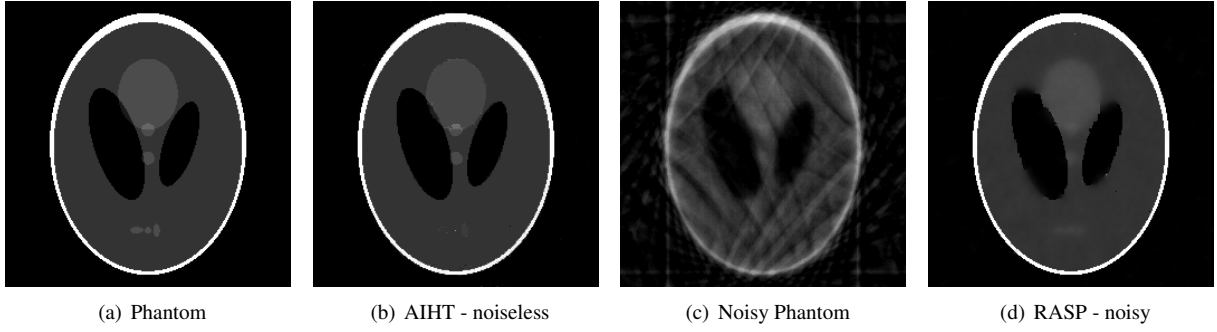 (a) Phantom
(b) AIHT - noiseless
(c) Noisy Phantom
(d) RASP - noisy